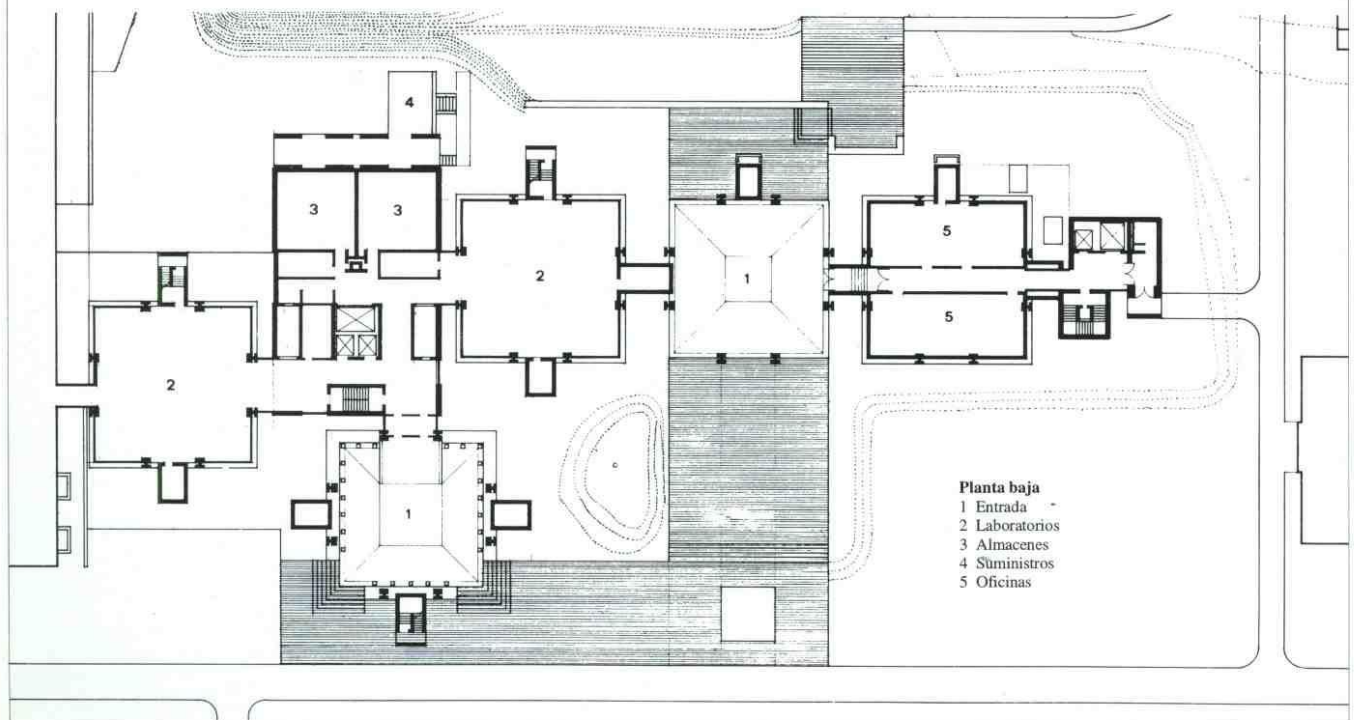 4
3 3
5
2
1
5
2
1
Planta baja
1 Entrada
2 Laboratorios
3 Almacenes
4 Suministros
5 Oficinas